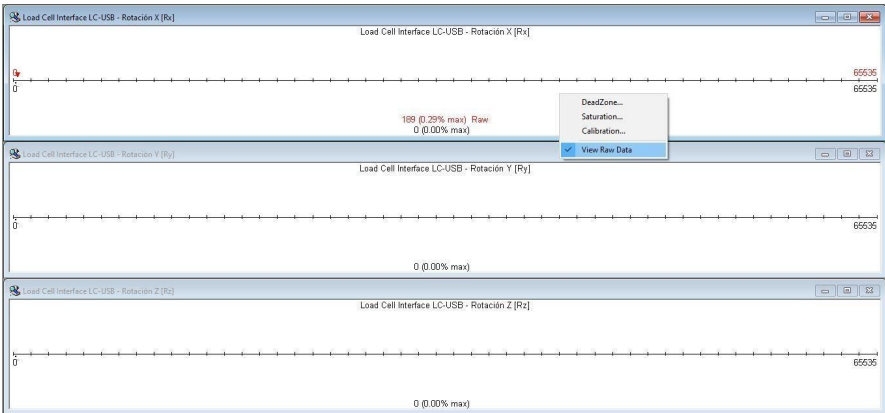 Load Cell Interface LC-USB - Rotación X [Rx]
Load Cell Interface LC-USB - Rotación X [Rx]
0 65535
0 65535
189 (0.29% max) Raw
0 (0.00% max)
DeadZone...
Saturation...
Calibration...
View Raw Data
Load Cell Interface LC-USB - Rotación Y [Ry]
Load Cell Interface LC-USB - Rotación Y [Ry]
0 65535
0 (0.00% max)
Load Cell Interface LC-USB - Rotación Z [Rz]
Load Cell Interface LC-USB - Rotación Z [Rz]
0 65535
0 (0.00% max)